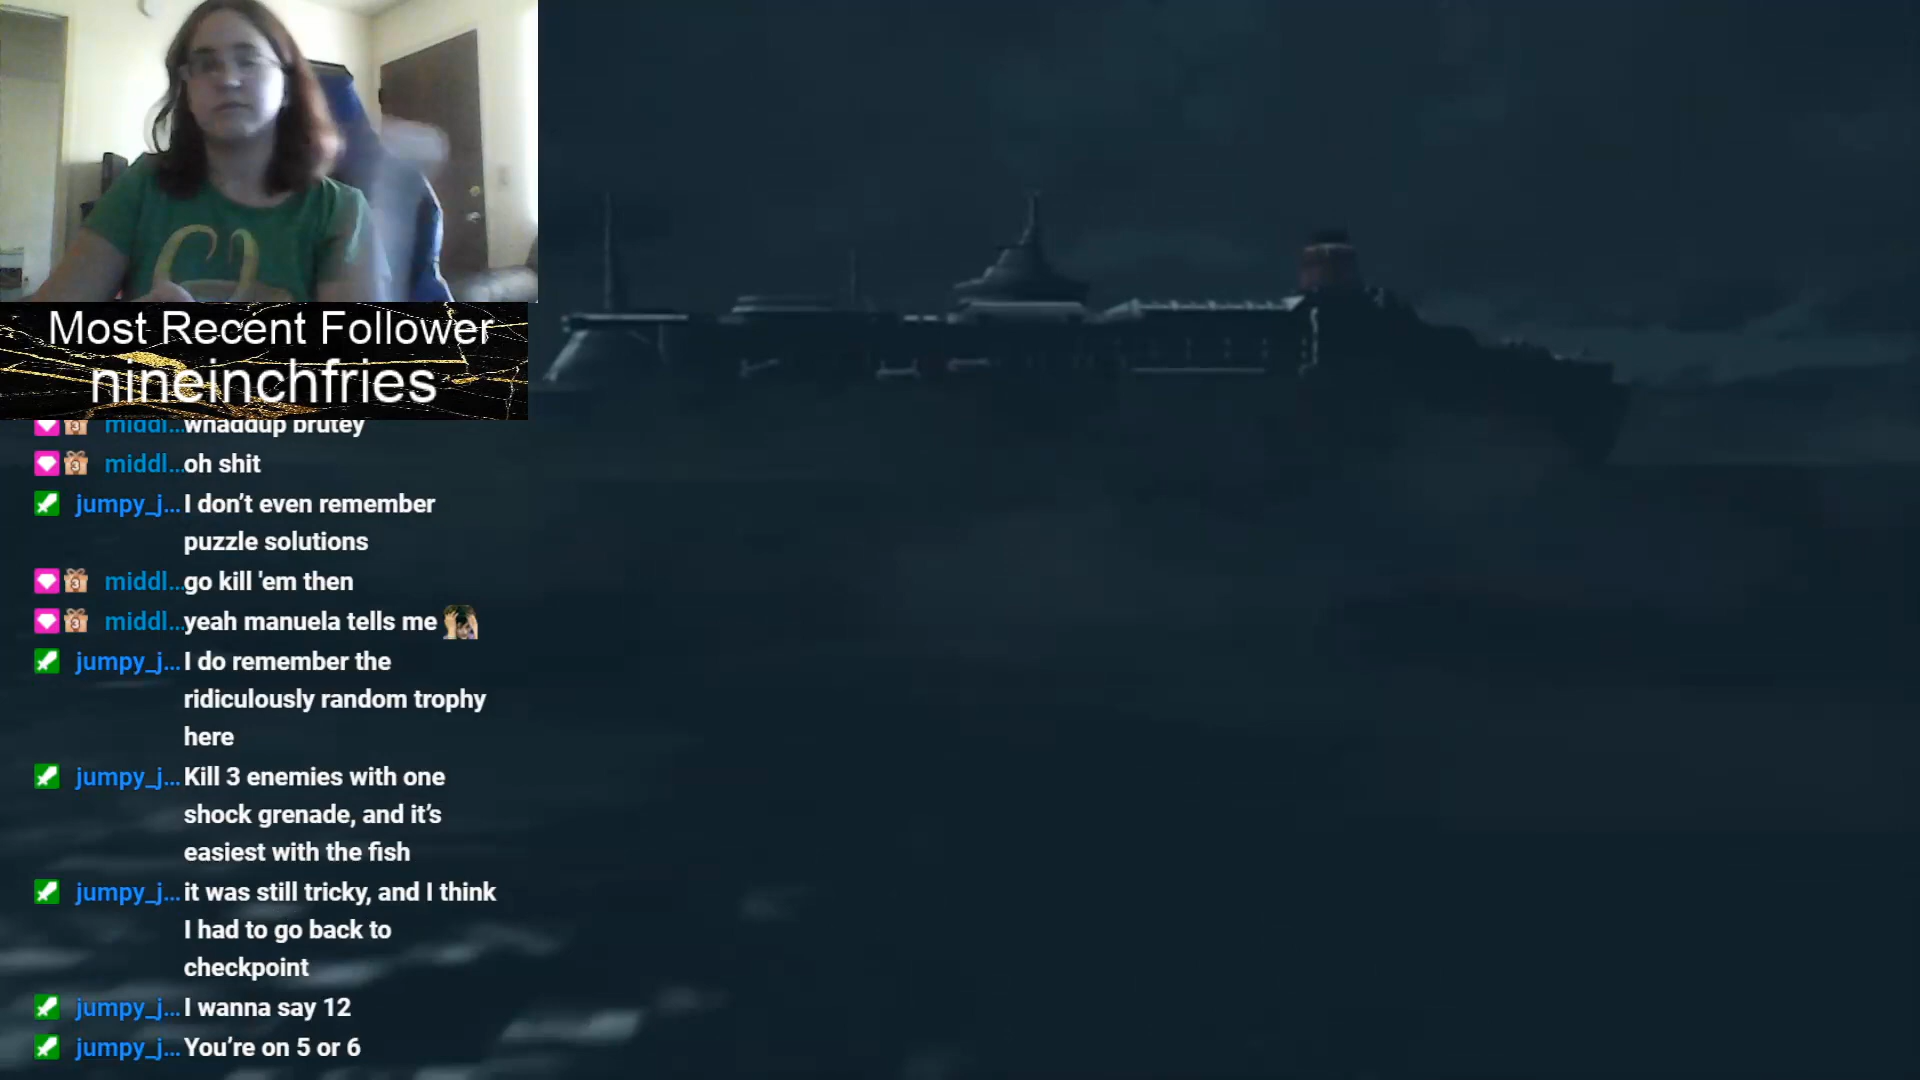 Most Recent Follower
nineinchfries
middl... whaddup brutey
middl... oh shit
jumpy_j... I don’t even remember
puzzle solutions
middl... go kill 'em then
middl... yeah manuela tells me
jumpy_j... I do remember the
ridiculously random trophy
here
jumpy_j... Kill 3 enemies with one
shock grenade, and it’s
easiest with the fish
jumpy_j... it was still tricky, and I think
I had to go back to
checkpoint
jumpy_j... I wanna say 12
jumpy_j... You’re on 5 or 6